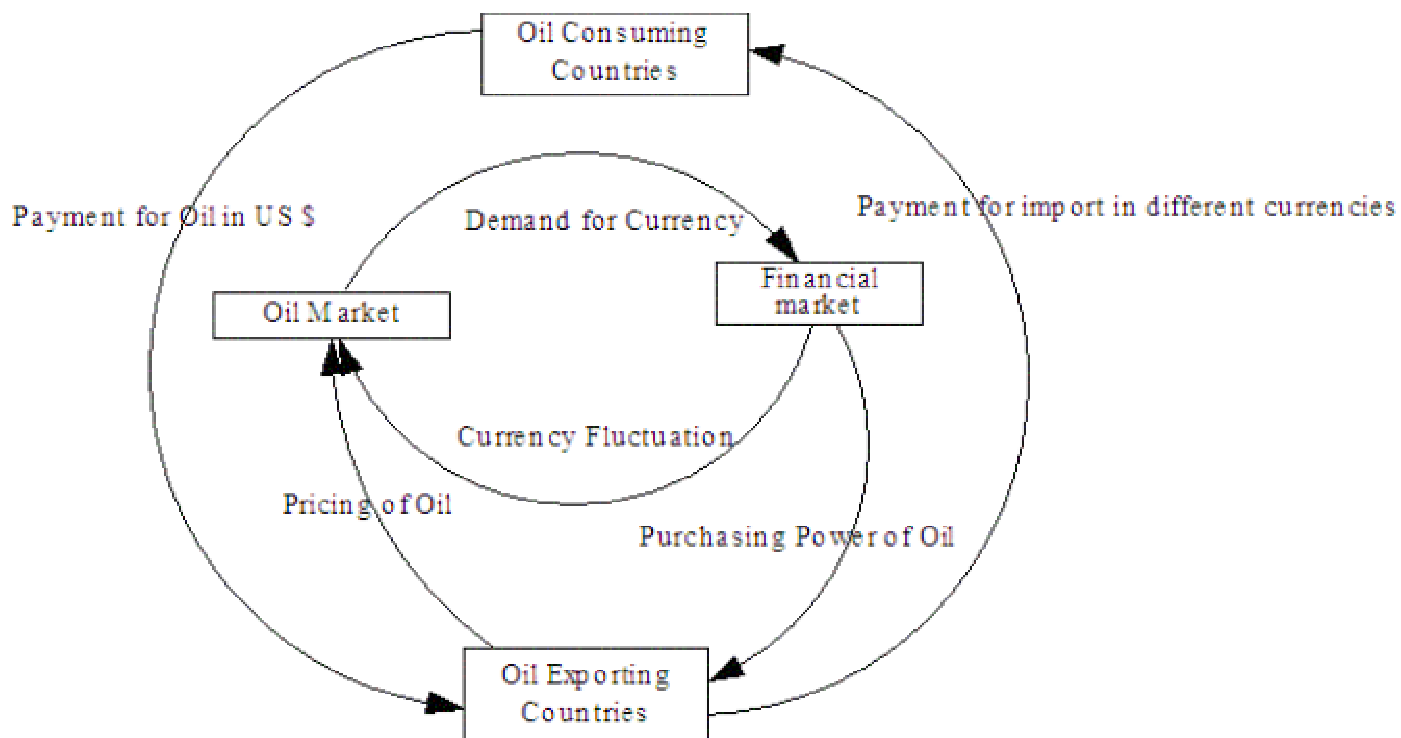 Oil Consuming
Countries
Payment for Oil in US $
Demand for Currency
Payment for import in different currencies
Financial
market
Oil Market
Currency Fluctuation
Pricing of Oil
Purchasing Power of Oil
Oil Exporting
Countries